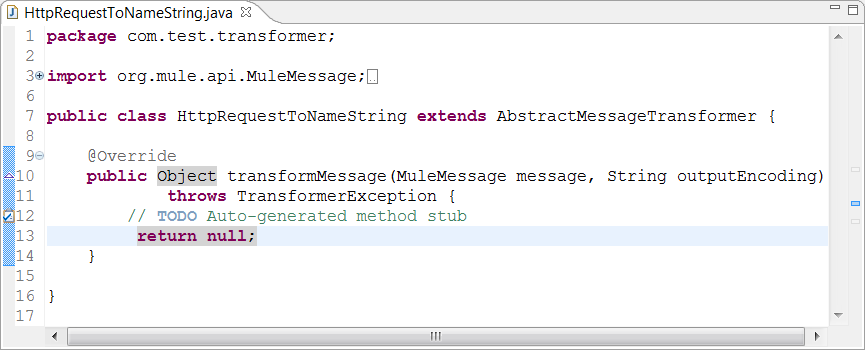 HttpRequestToNameString.java
1 package com.test.transformer;
2
3 import org.mule.api.MuleMessage;
6
7 public class HttpRequestToNameString extends AbstractMessageTransformer {
8
9 @Override
10 public Object transformMessage(MuleMessage message, String outputEncoding)
11 throws TransformerException {
12 // TODO Auto-generated method stub
13 return null;
14 }
15
16 }
17